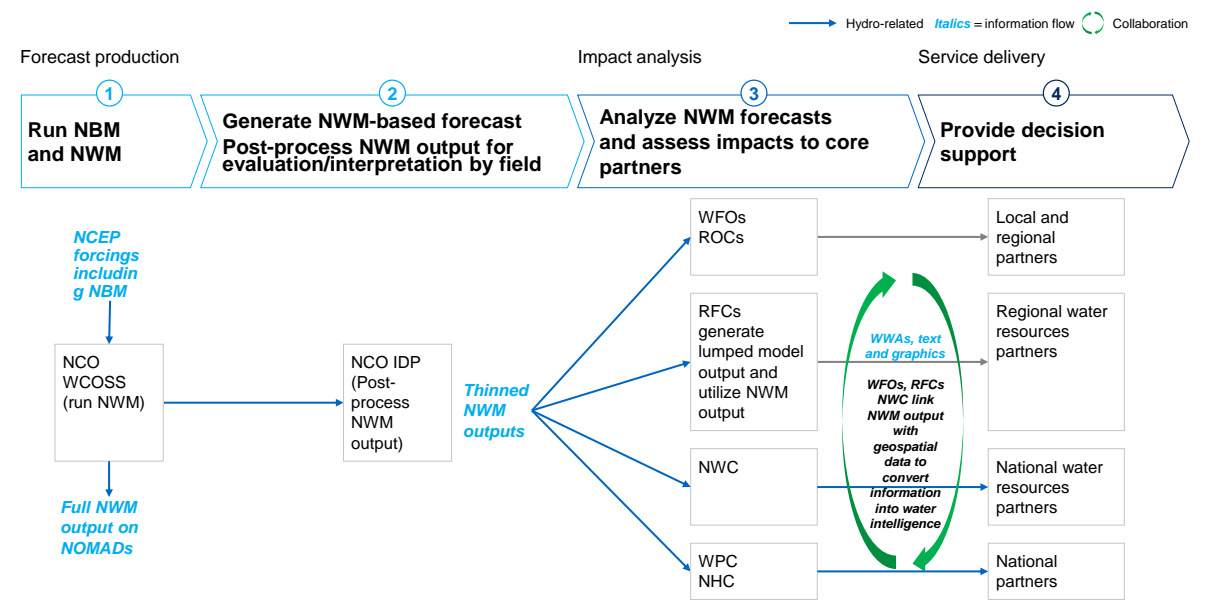 Hydro-related Italics = information flow Collaboration
Forecast production
Impact analysis
Service delivery
1
2
3
4
Run NBM
and NWM
Generate NWM-based forecast
Post-process NWM output for
evaluation/interpretation by field
Analyze NWM forecasts
and assess impacts to core
partners
Provide decision
support
NCEP
forcings
includin
g NBM
NCO
WCOSS
(run NWM)
Full NWM
output on
NOMADs
NCO IDP
(Post-
process
NWM
output)
Thinned
NWM
outputs
WFOs
ROCs
RFCs
generate
lumped model
output and
utilize NWM
output
NWC
WPC
NHC
WWAs, text
and graphics
WFOs, RFCs
NWC link
NWM output
with
geospatial
data to
convert
information
into water
intelligence
Local and
regional
partners
Regional water
resources
partners
National water
resources
partners
National
partners